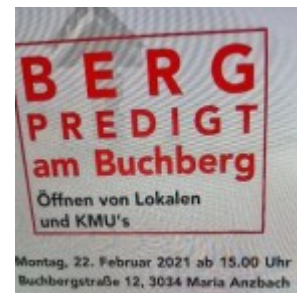 BERG
PREDIGT
am Buchberg
Öffnen von Lokalen
und KMU's
Montag, 22. Februar 2021 ab 15.00 Uhr
Buchbergstraße 12, 3034 Maria Anzbach